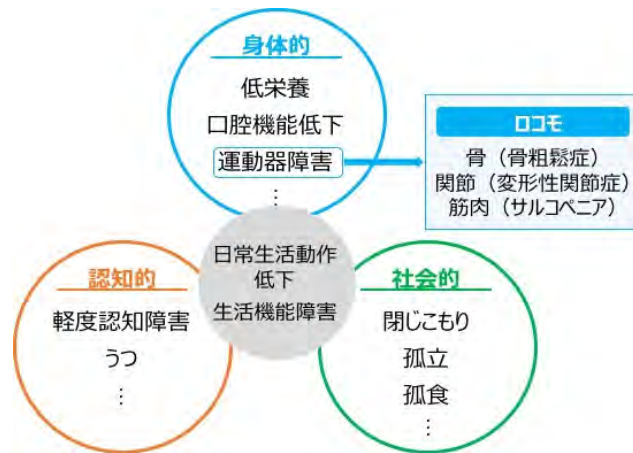 身体的
低栄養
口腔機能低下
運動器障害
⋮
ロコモ
骨（骨粗鬆症）
関節（変形性関節症）
筋肉（サルコペニア）
日常生活動作
低下
生活機能障害
認知的
軽度認知障害
うつ
⋮
社会的
閉じこもり
孤立
孤食
⋮